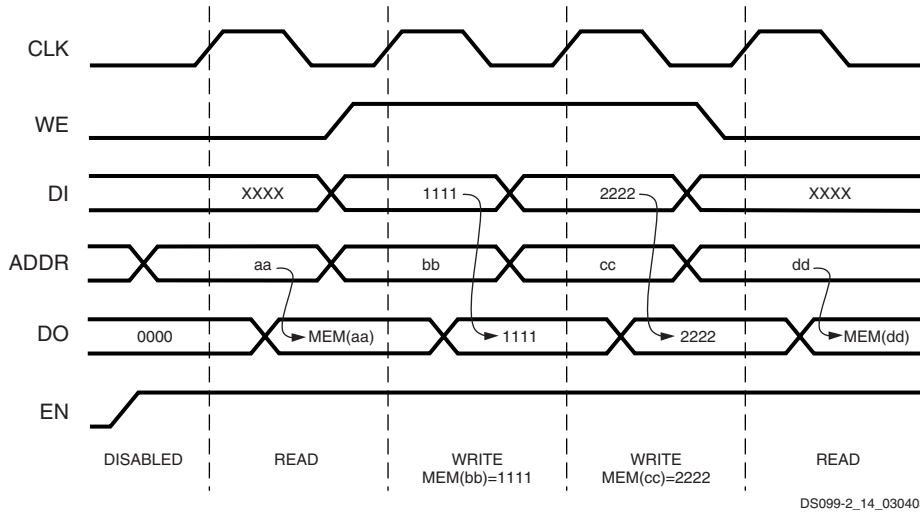 CLK
WE
DI XXXX 1111 2222 XXXX
ADDR aa bb cc dd
DO 0000 MEM(aa) 1111 2222 MEM(dd)
EN
DISABLED READ WRITE WRITE READ
MEM(bb)=1111 MEM(cc)=2222
DS099-2_14_03040